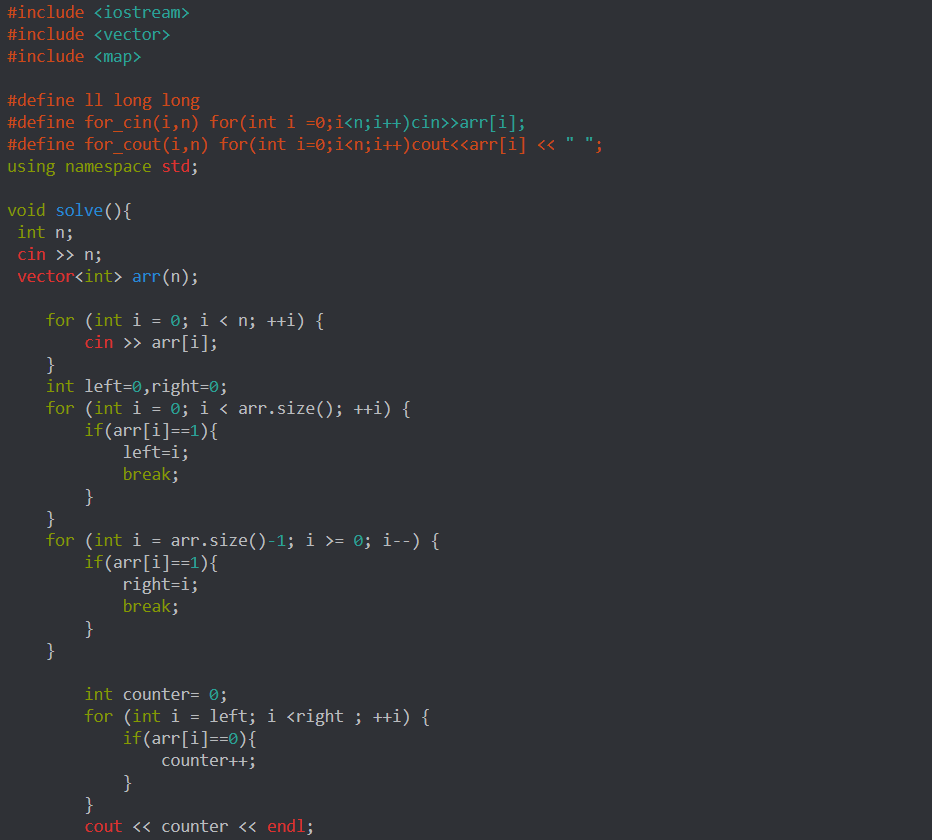 #include <iostream>
#include <vector>
#include <map>

#define ll long long
#define for_cin(i,n) for(int i =0;i<n;i++)cin>>arr[i];
#define for_cout(i,n) for(int i=0;i<n;i++)cout<<arr[i] << " ";
using namespace std;

void solve(){
 int n;
 cin >> n;
 vector<int> arr(n);

    for (int i = 0; i < n; ++i) {
        cin >> arr[i];
    }
    int left=0,right=0;
    for (int i = 0; i < arr.size(); ++i) {
        if(arr[i]==1){
            left=i;
            break;
        }
    }
    for (int i = arr.size()-1; i >= 0; i--) {
        if(arr[i]==1){
            right=i;
            break;
        }
    }

        int counter= 0;
        for (int i = left; i <right ; ++i) {
            if(arr[i]==0){
                counter++;
            }
        }
        cout << counter << endl;